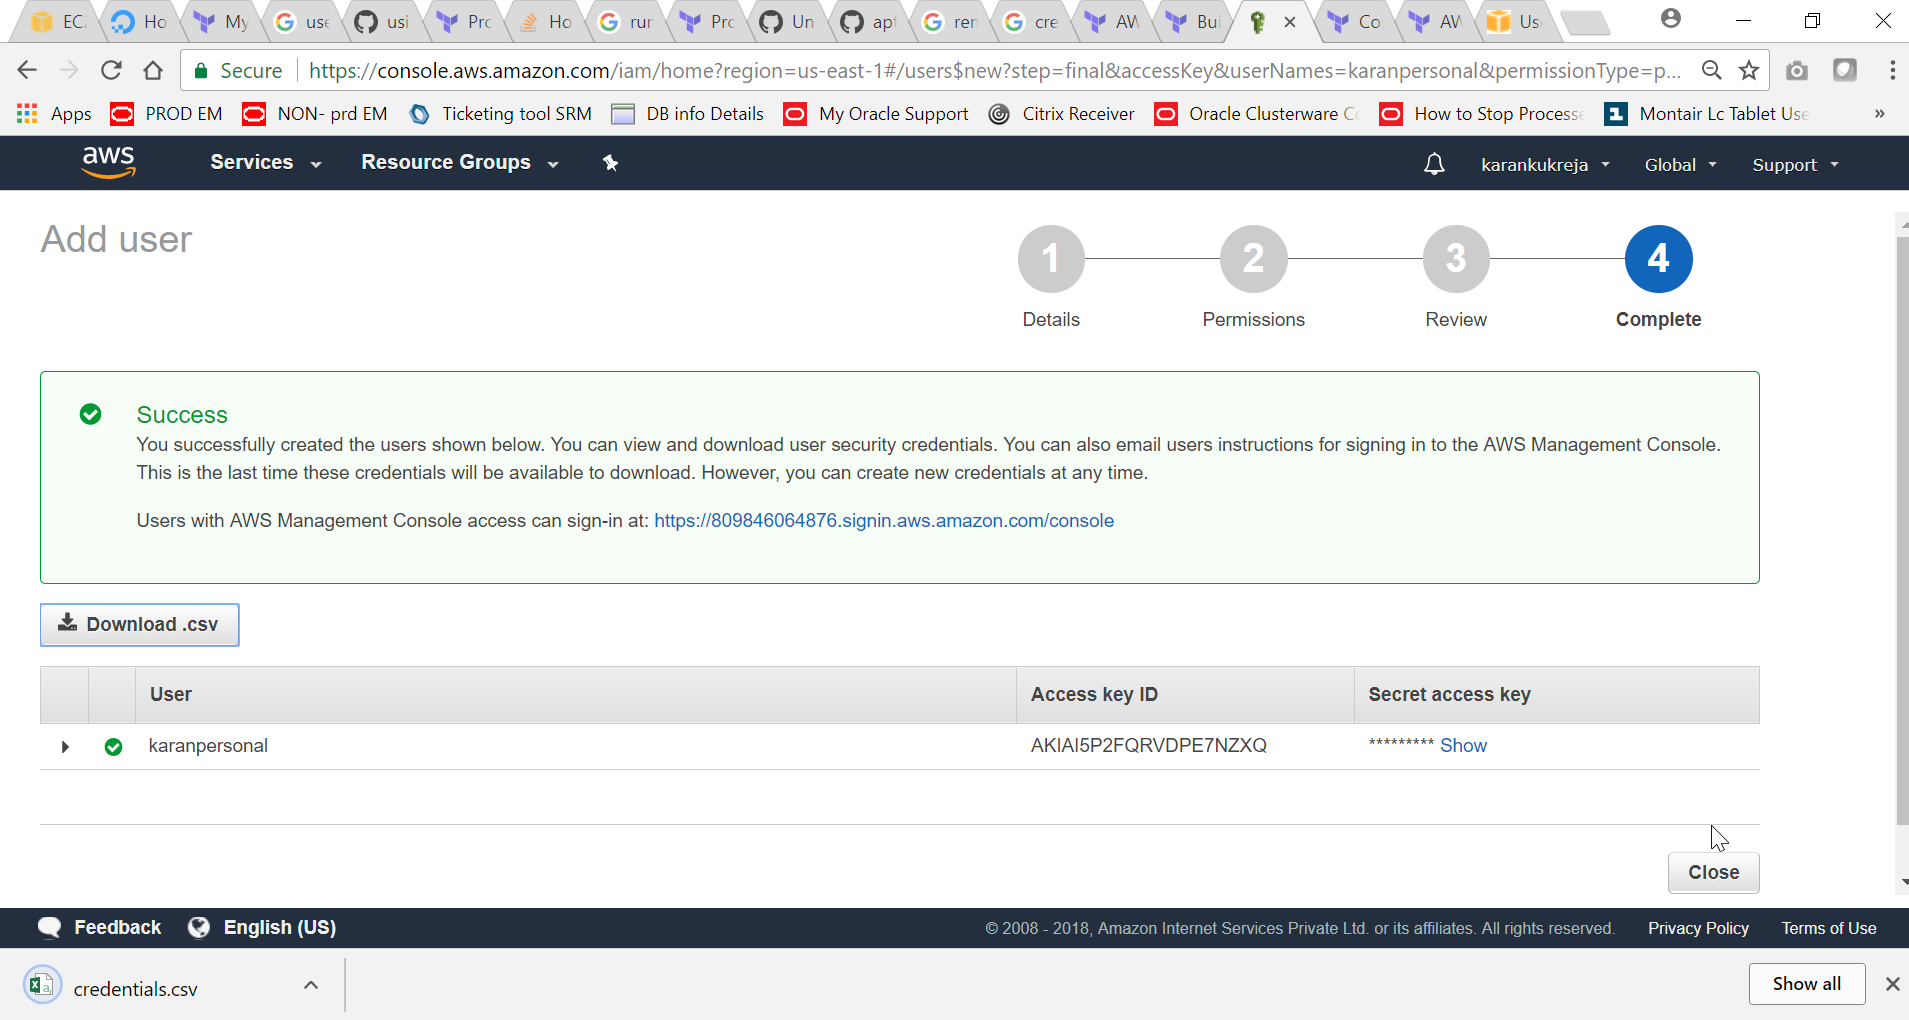 EC Ho My use usi Pro Ho rur Pro Un apt ren cre AW Bui Co AW Us
Secure https://console.aws.amazon.com/iam/home?region=us-east-1#/users$new?step=final&accessKey&userNames=karanpersonal&permissionType=p...
Apps PROD EM NON- prd EM Ticketing tool SRM DB info Details My Oracle Support Citrix Receiver Oracle Clusterware Co How to Stop Processe Montair Lc Tablet Use »
aws Services Resource Groups karankukreja Global Support
Add user
1 2 3 4
Details Permissions Review Complete
Success
You successfully created the users shown below. You can view and download user security credentials. You can also email users instructions for signing in to the AWS Management Console.
This is the last time these credentials will be available to download. However, you can create new credentials at any time.
Users with AWS Management Console access can sign-in at: https://809846064876.signin.aws.amazon.com/console
Download .csv
User Access key ID Secret access key
karanpersonal AKIAI5P2FQRVDPE7NZXQ ********* Show
Close
Feedback English (US) © 2008 - 2018, Amazon Internet Services Private Ltd. or its affiliates. All rights reserved. Privacy Policy Terms of Use
credentials.csv Show all